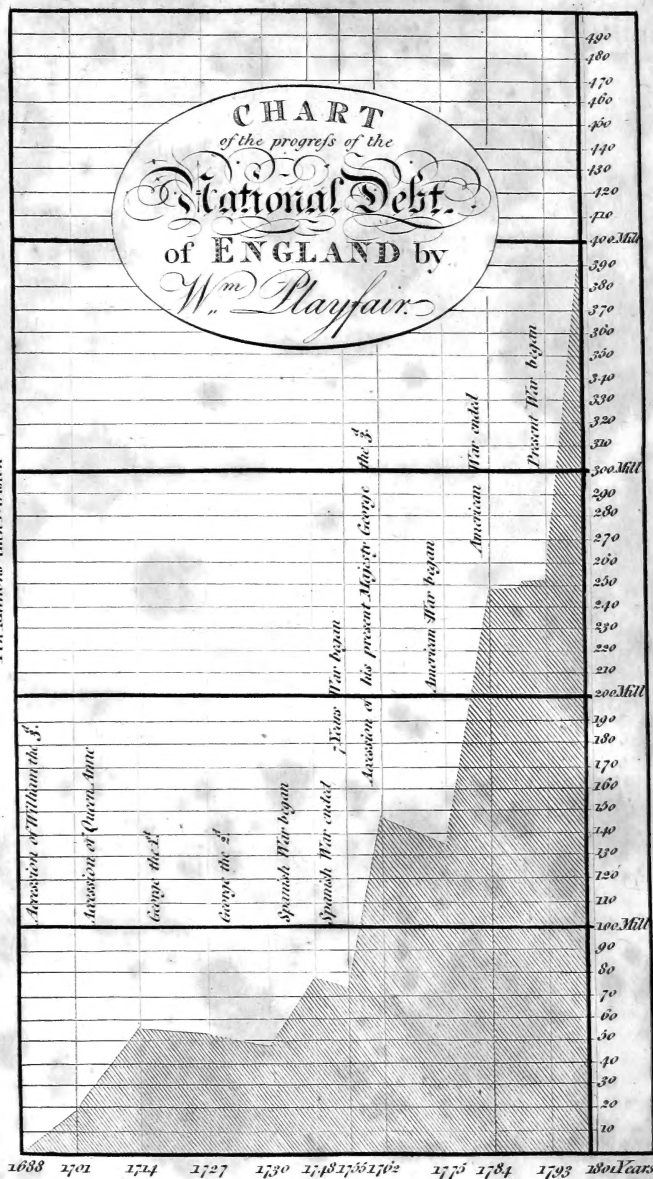 CHART
of the progreſs of the
National Debt.
of ENGLAND by
Wm. Playfair.
490
480
470
460
450
440
430
420
410
400 Mill
390
380
370
360
350
340
330
320
310
300 Mill
290
280
270
260
250
240
230
220
210
200 Mill
190
180
170
160
150
140
130
120
110
100 Mill
90
80
70
60
50
40
30
20
10
Accession of William the 3d.
Accession of Queen Anne
George the 1st
George the 2d
Spanish War began
Spanish War ended
7 Years War began
Accession of his present Majesty George the 3d.
American War began
American War ended
Present War began
1688 1701 1714 1727 1730 1748 1755 1762 1775 1784 1793 1801 Years